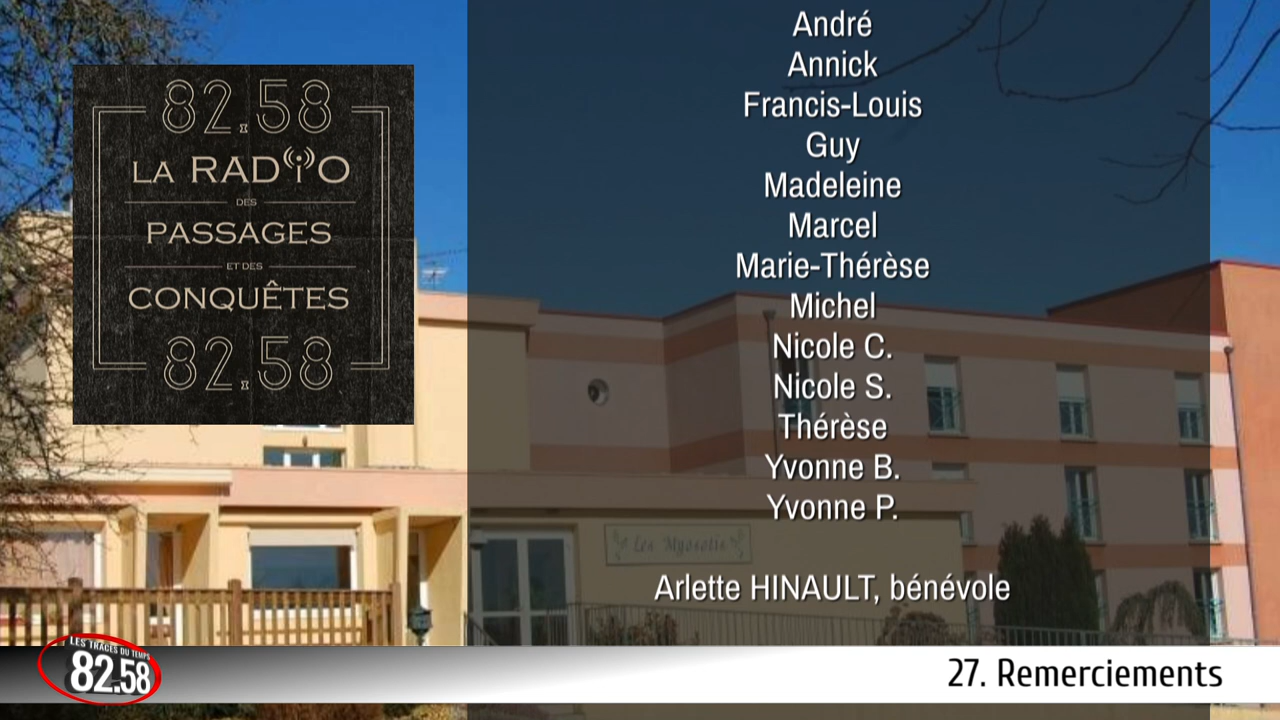 82.58
LA RADIO
DES
PASSAGES
ET DES
CONQUÊTES
82.58
André
Annick
Francis-Louis
Guy
Madeleine
Marcel
Marie-Thérèse
Michel
Nicole C.
Nicole S.
Thérèse
Yvonne B.
Yvonne P.
Les Myosotis
Arlette HINAULT, bénévole
LES TRACES DU TEMPS
82.58
27. Remerciements